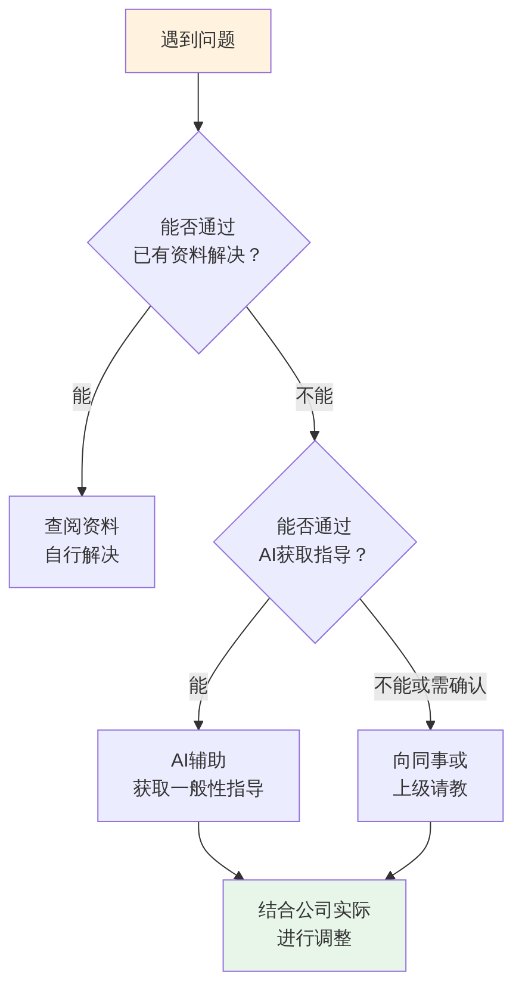 遇到问题
能否通过
已有资料解决？
能
不能
查阅资料
自行解决
能否通过
AI获取指导？
能
不能或需确认
AI辅助
获取一般性指导
向同事或
上级请教
结合公司实际
进行调整